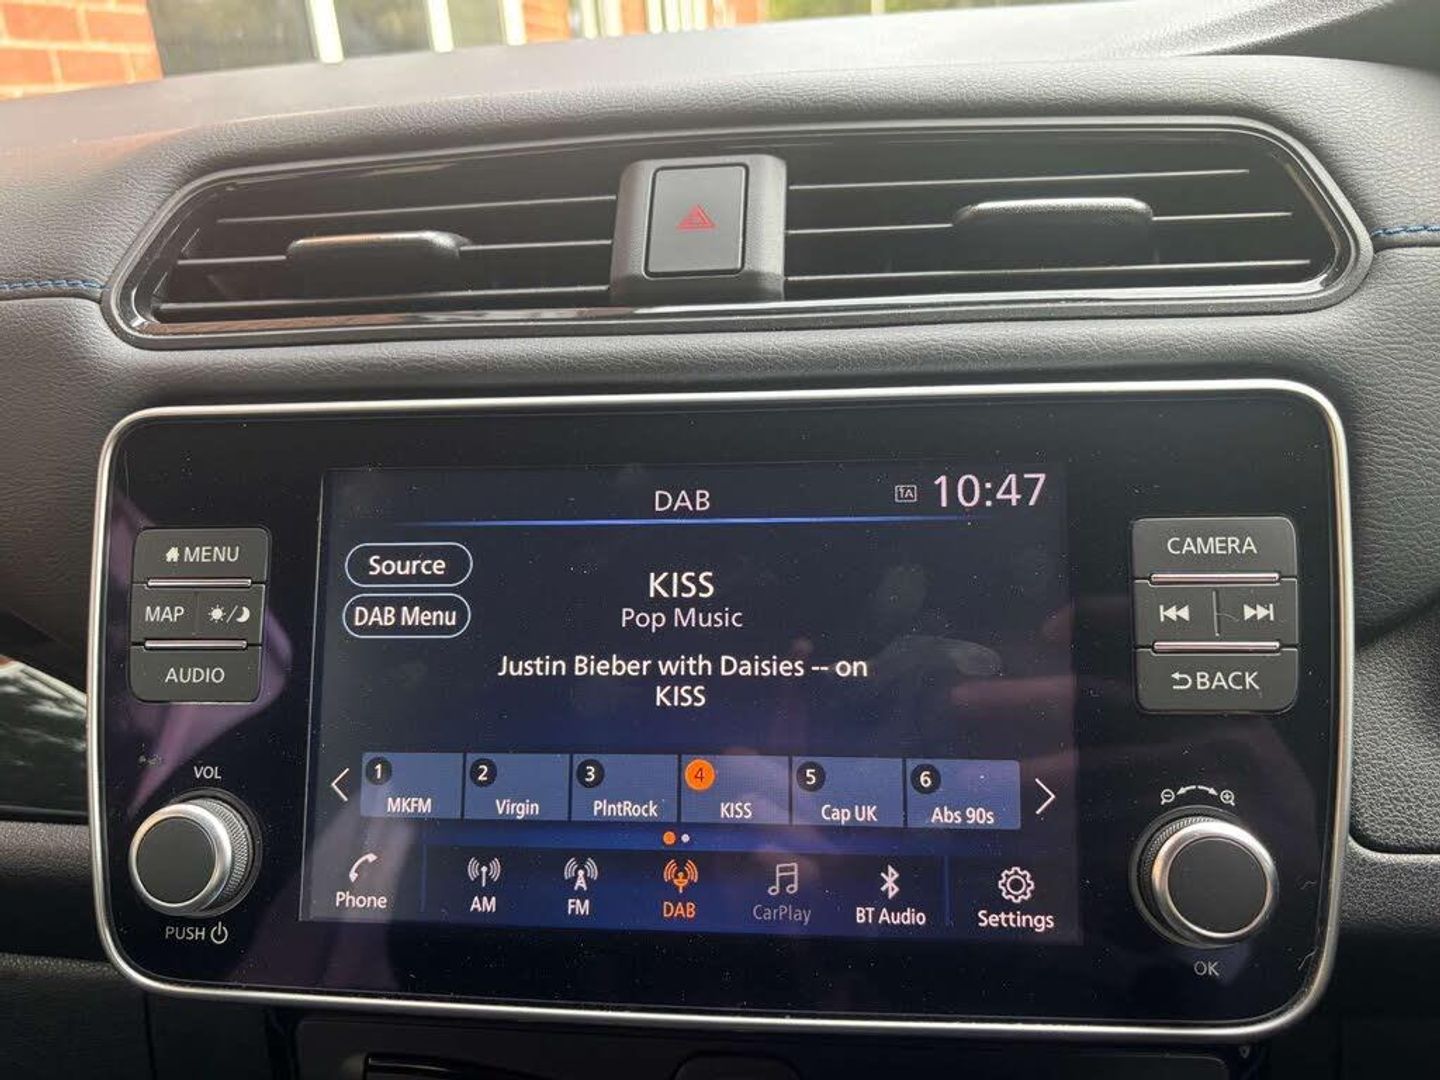 DAB
TA 10:47
MENU
Source
KISS
CAMERA
DAB Menu
Pop Music
MAP
AUDIO
Justin Bieber with Daisies -- on
KISS
BACK
VOL
1 MKFM
2 Virgin
3 PlntRock
4 KISS
5 Cap UK
6 Abs 90s
Phone
AM
FM
DAB
CarPlay
BT Audio
Settings
PUSH
OK